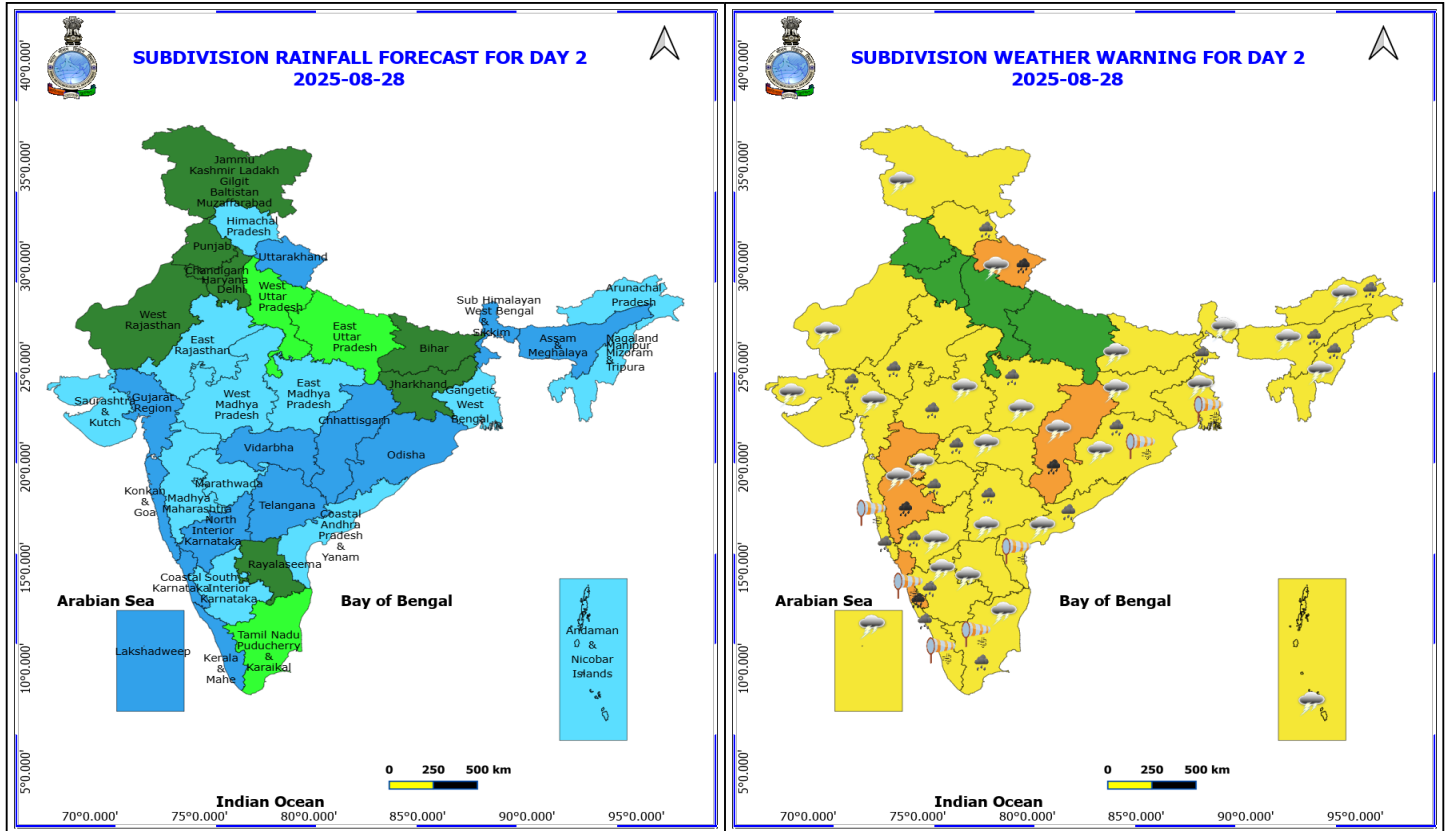 SUBDIVISION RAINFALL FORECAST FOR DAY 2
2025-08-28
40°0.000'
35°0.000'
30°0.000'
25°0.000'
20°0.000'
15°0.000'
10°0.000'
5°0.000'
Jammu
Kashmir Ladakh
Gilgit
Baltistan
Muzaffarabad
Himachal
Pradesh
Punjab
Uttarakhand
Chandigarh
Haryana
Delhi
West
Uttar
Pradesh
West
Rajasthan
East
Rajasthan
East
Uttar
Pradesh
Bihar
Sub Himalayan
West Bengal
&
Sikkim
Arunachal
Pradesh
Assam
&
Meghalaya
Nagaland
Manipur
Mizoram
&
Tripura
Jharkhand
Gangetic
West
Bengal
Saurashtra
&
Kutch
Gujarat
Region
West
Madhya
Pradesh
East
Madhya
Pradesh
Chhattisgarh
Vidarbha
Odisha
Konkan
&
Goa
Marathwada
Madhya
Maharashtra
Telangana
North
Interior
Karnataka
Coastal
Andhra
Pradesh
&
Yanam
Rayalaseema
Coastal
Karnataka
South
Interior
Karnataka
Arabian Sea
Bay of Bengal
Lakshadweep
Tamil Nadu
Puducherry
&
Karaikal
Kerala
&
Mahe
Andaman
&
Nicobar
Islands
0 250 500 km
Indian Ocean
70°0.000' 75°0.000' 80°0.000' 85°0.000' 90°0.000' 95°0.000'
SUBDIVISION WEATHER WARNING FOR DAY 2
2025-08-28
40°0.000'
35°0.000'
30°0.000'
25°0.000'
20°0.000'
15°0.000'
10°0.000'
5°0.000'
Arabian Sea
Bay of Bengal
0 250 500 km
Indian Ocean
70°0.000' 75°0.000' 80°0.000' 85°0.000' 90°0.000' 95°0.000'